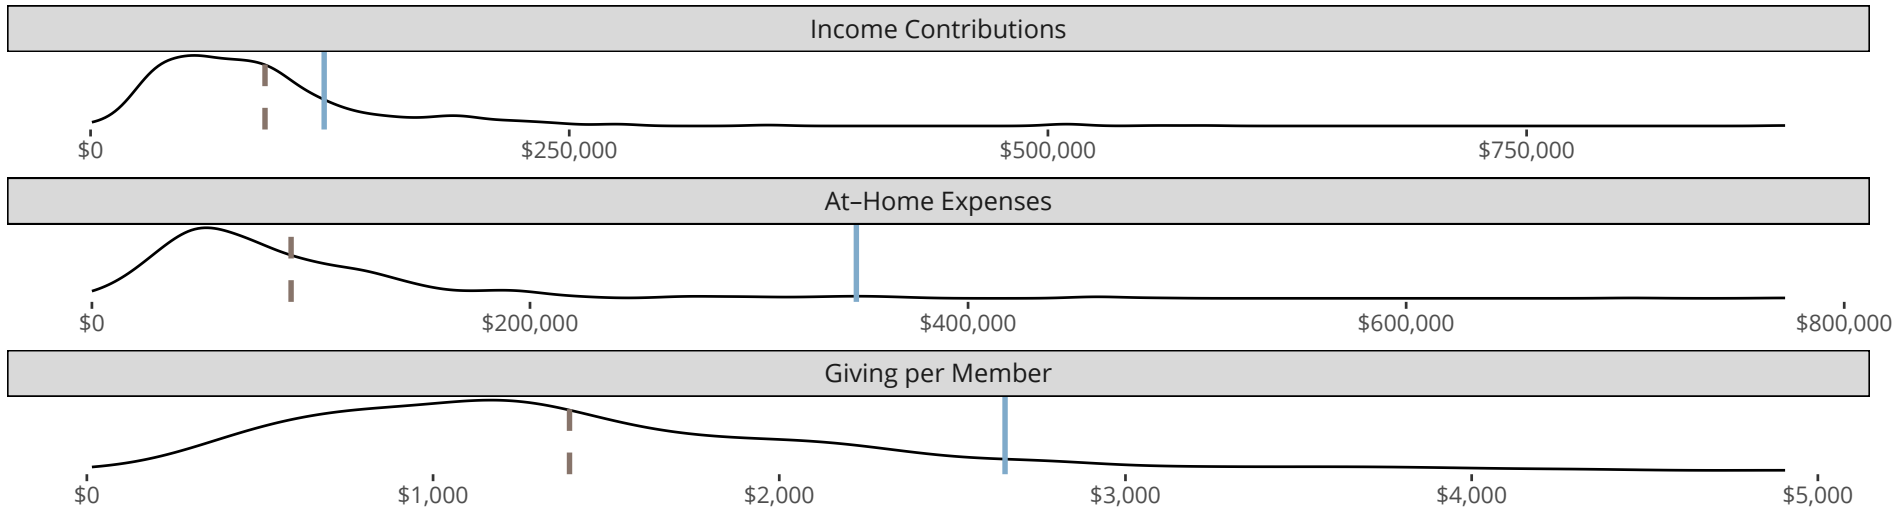 Income Contributions
$0 $250,000 $500,000 $750,000
At–Home Expenses
$0 $200,000 $400,000 $600,000 $800,000
Giving per Member
$0 $1,000 $2,000 $3,000 $4,000 $5,000